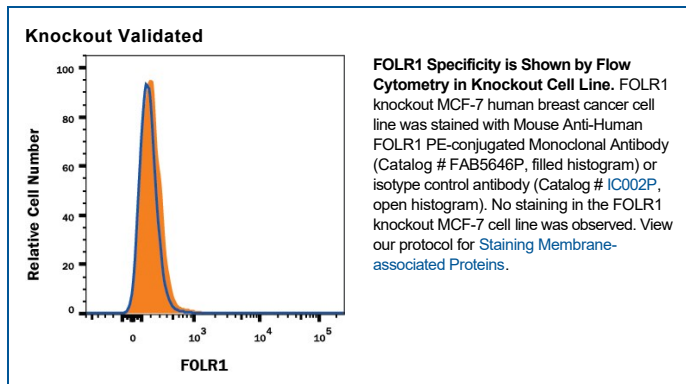 Knockout Validated
100
80
60
40
20
0
Relative Cell Number
0 10³ 10⁴ 10⁵
FOLR1
FOLR1 Specificity is Shown by Flow
Cytometry in Knockout Cell Line. FOLR1
knockout MCF-7 human breast cancer cell
line was stained with Mouse Anti-Human
FOLR1 PE-conjugated Monoclonal Antibody
(Catalog # FAB5646P, filled histogram) or
isotype control antibody (Catalog # IC002P,
open histogram). No staining in the FOLR1
knockout MCF-7 cell line was observed. View
our protocol for Staining Membrane-
associated Proteins.